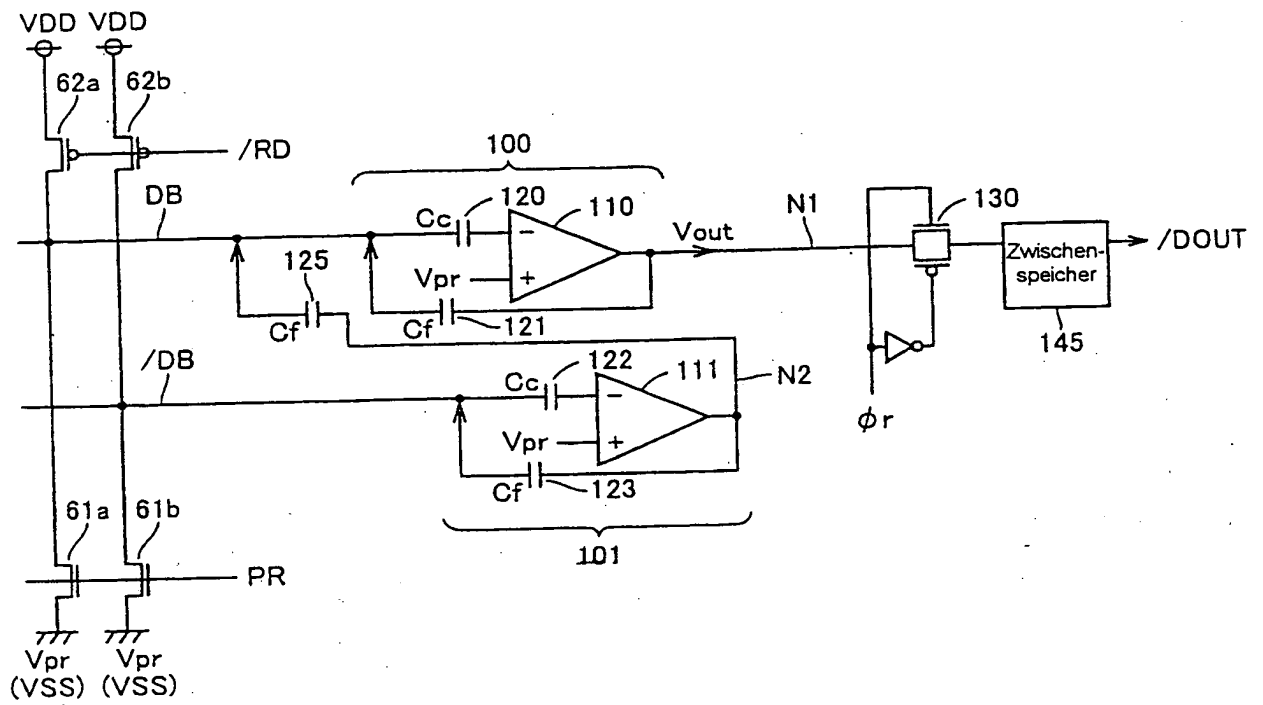 VDD VDD
62a 62b
/RD
100
DB
Cc 120 110
Vout
N1
130
/DOUT
Zwischen-
speicher
145
125
Vpr
Cf
Cf 121
/DB
Cc 122 111
N2
φr
Vpr
Cf 123
101
61a 61b
PR
Vpr Vpr
(VSS) (VSS)